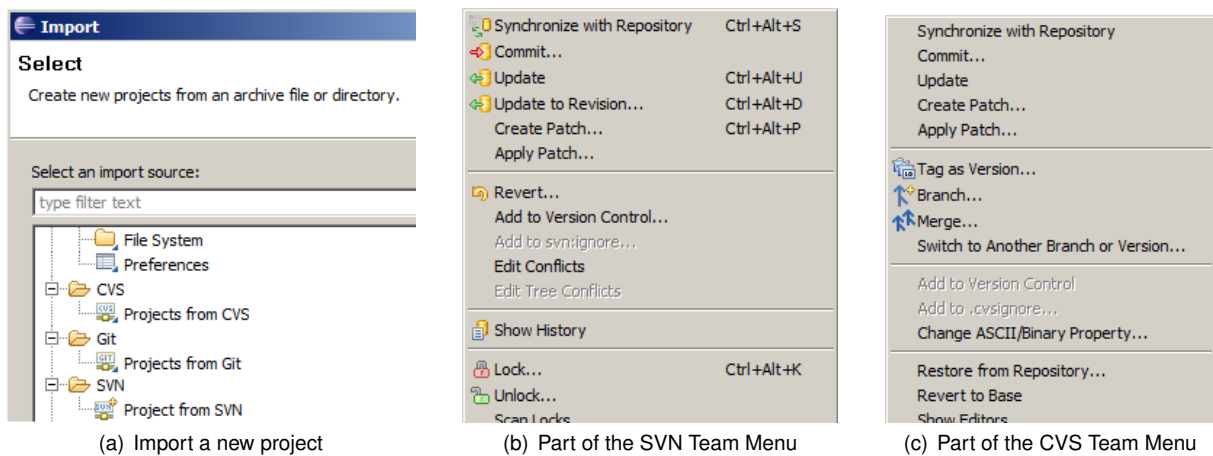 Import
Select
Create new projects from an archive file or directory.
Select an import source:
type filter text
File System
Preferences
CVS
Projects from CVS
Git
Projects from Git
SVN
Project from SVN
(a) Import a new project
Synchronize with Repository Ctrl+Alt+S
Commit...
Update Ctrl+Alt+U
Update to Revision... Ctrl+Alt+D
Create Patch... Ctrl+Alt+P
Apply Patch...
Revert...
Add to Version Control...
Add to svn:ignore...
Edit Conflicts
Edit Tree Conflicts
Show History
Lock... Ctrl+Alt+K
Unlock...
Scan Locks
(b) Part of the SVN Team Menu
Synchronize with Repository
Commit...
Update
Create Patch...
Apply Patch...
Tag as Version...
Branch...
Merge...
Switch to Another Branch or Version...
Add to Version Control
Add to .cvsignore...
Change ASCII/Binary Property...
Restore from Repository...
Revert to Base
Show Editors
(c) Part of the CVS Team Menu